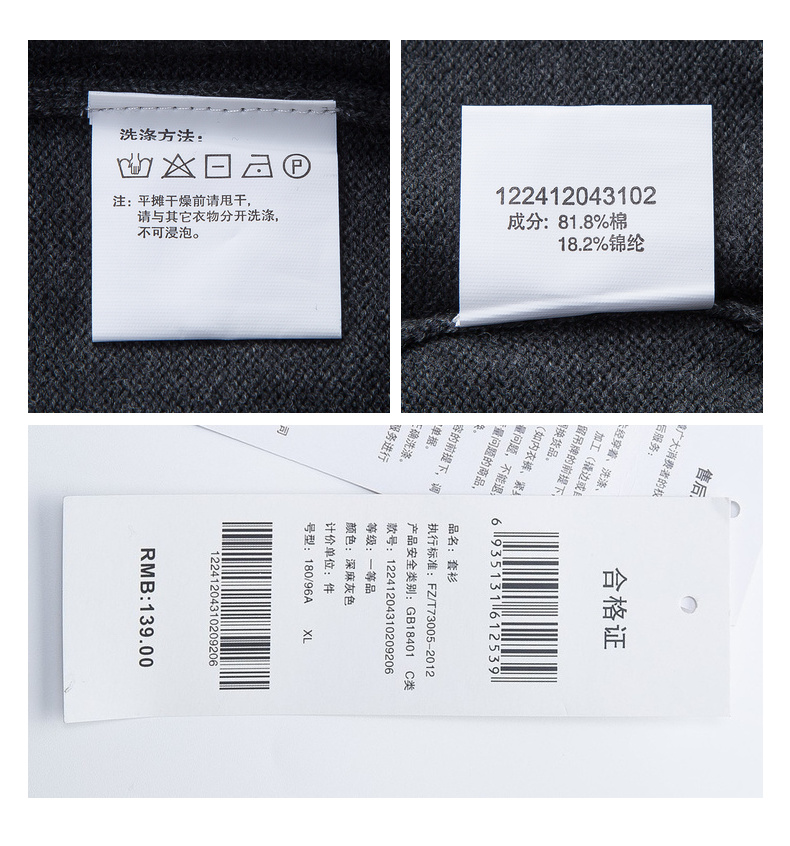 洗涤方法：
P
注：平摊干燥前请甩干，
请与其它衣物分开洗涤，
不可浸泡。
122412043102
成分：81.8%棉
18.2%锦纶
合格证
6 935131 612539
品名：套衫
执行标准：FZ/T73005-2012
产品安全类别：GB18401 C类
款号：12241204310209206
等级：一等品
颜色：深麻灰色
计价单位：件
号型：180/96A XL
12241204310209206
RMB:139.00
售后